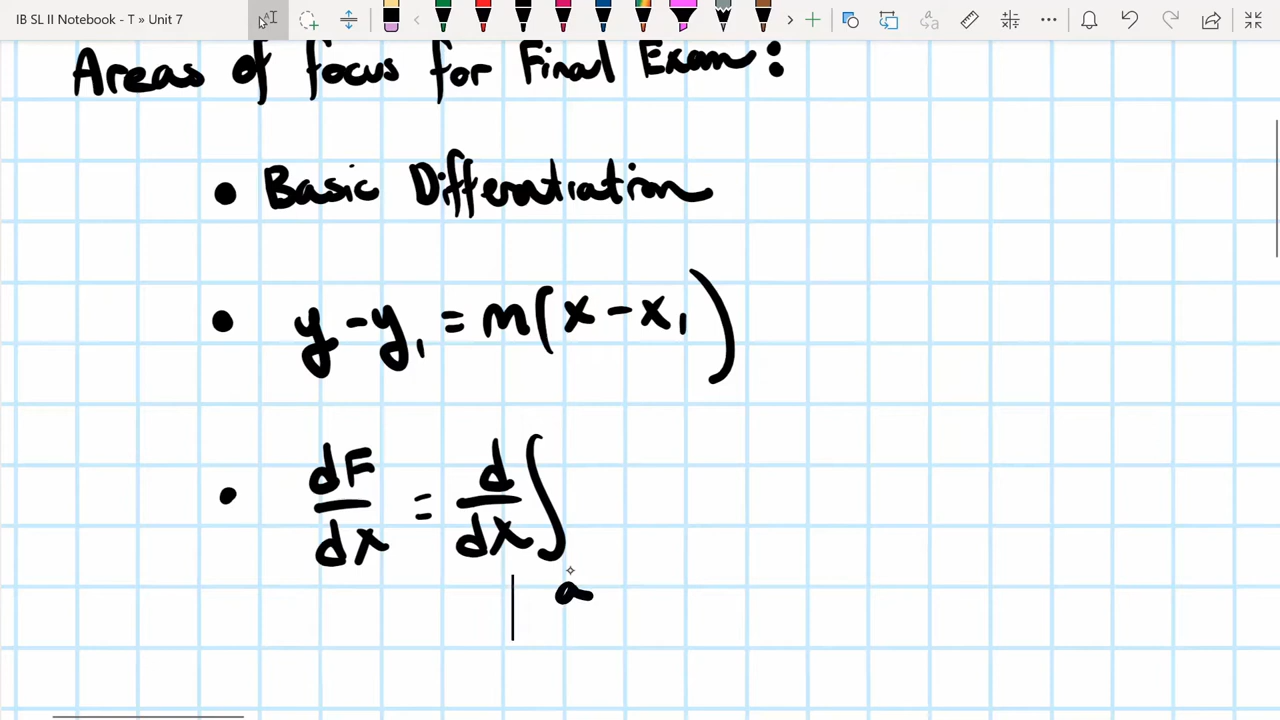 IB SL II Notebook - T » Unit 7
Areas of focus for Final Exam:
• Basic Differentiation
• y - y₁ = m(x - x₁)
• dF/dx = d/dx ∫ₐ